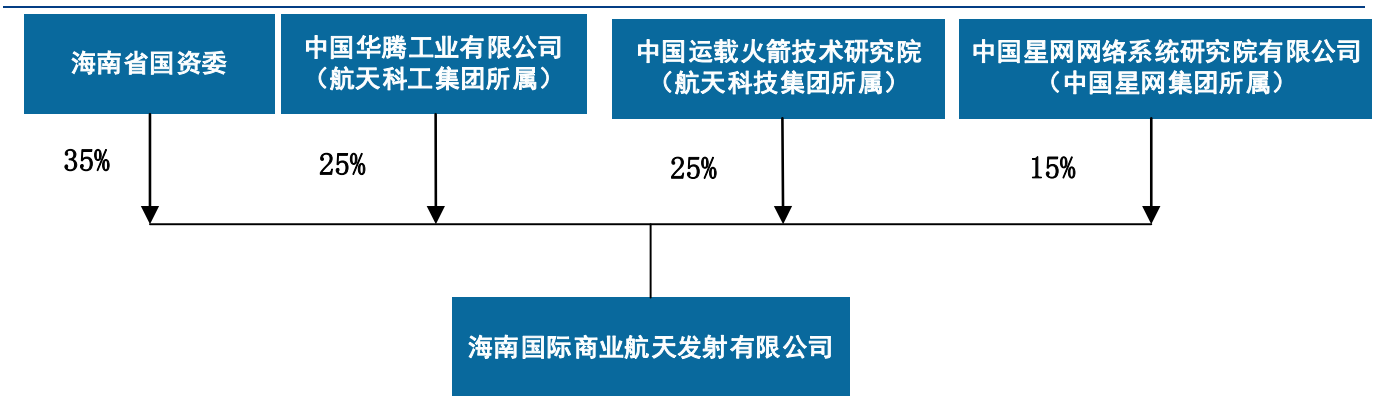 海南省国资委
中国华腾工业有限公司
（航天科工集团所属）
中国运载火箭技术研究院
（航天科技集团所属）
中国星网网络系统研究院有限公司
（中国星网集团所属）
35%
25%
25%
15%
海南国际商业航天发射有限公司